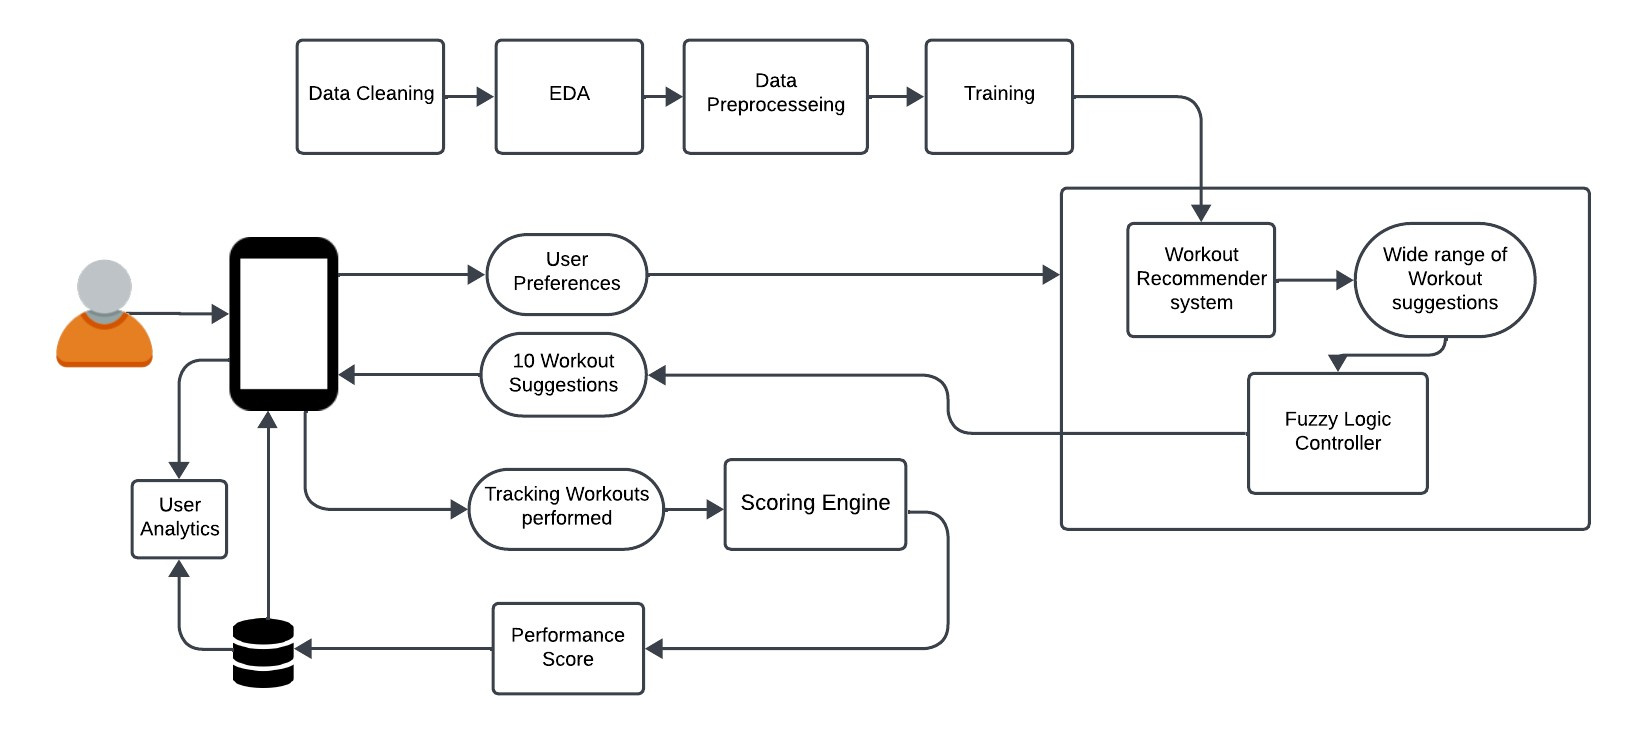 Data Cleaning
EDA
Data
Preprocesseing
Training
User
Preferences
Workout
Recommender
system
Wide range of
Workout
suggestions
10 Workout
Suggestions
Fuzzy Logic
Controller
Tracking Workouts
performed
Scoring Engine
User
Analytics
Performance
Score